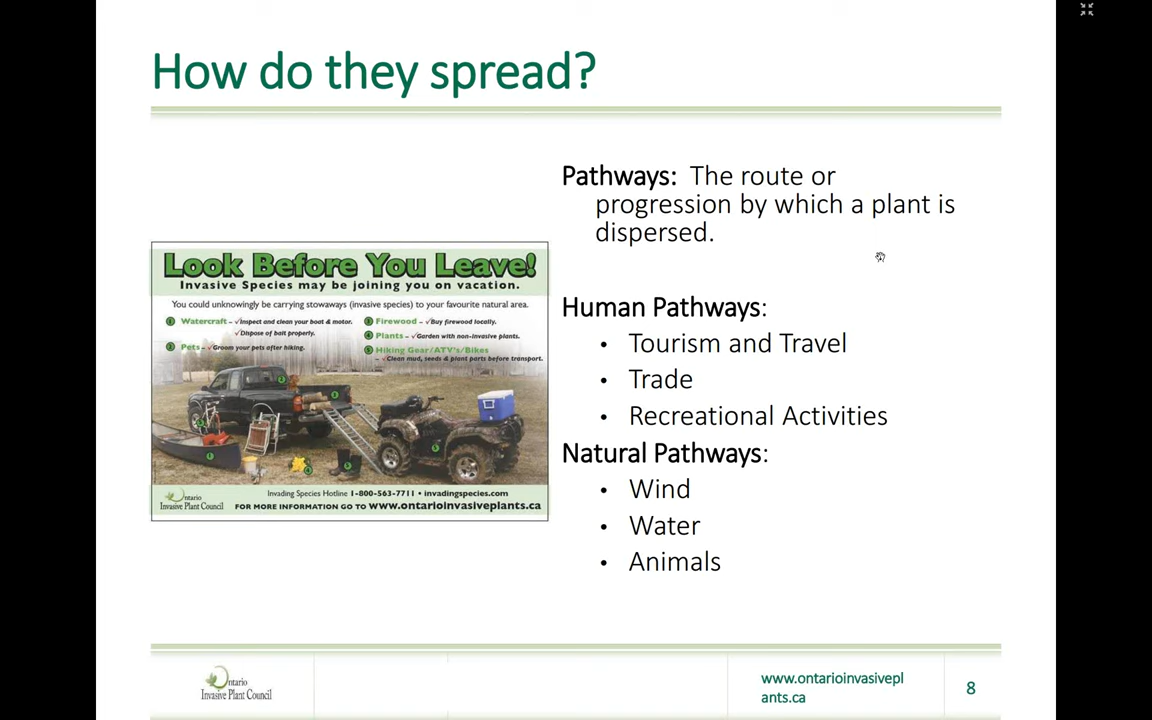 How do they spread?
Pathways: The route or
progression by which a plant is
dispersed.
Look Before You Leave!
Invasive Species may be joining you on vacation.
You could unknowingly be carrying stowaways (invasive species) to your favourite natural area.
1 Watercraft – ✓Inspect and clean your boat & motor.
✓Dispose of bait properly.
Pets – ✓Groom your pets after hiking.
3 Firewood – ✓Buy firewood locally.
4 Plants – ✓Garden with non-invasive plants.
5 Hiking Gear/ATV's/Bikes
– ✓Clean mud, seeds & plant parts before transport.
Ontario
Invasive Plant Council
Invading Species Hotline 1-800-563-7711 • invadingspecies.com
FOR MORE INFORMATION GO TO www.ontarioinvasiveplants.ca
Human Pathways:
• Tourism and Travel
• Trade
• Recreational Activities
Natural Pathways:
• Wind
• Water
• Animals
Ontario
Invasive Plant Council
www.ontarioinvasivepl
ants.ca
8